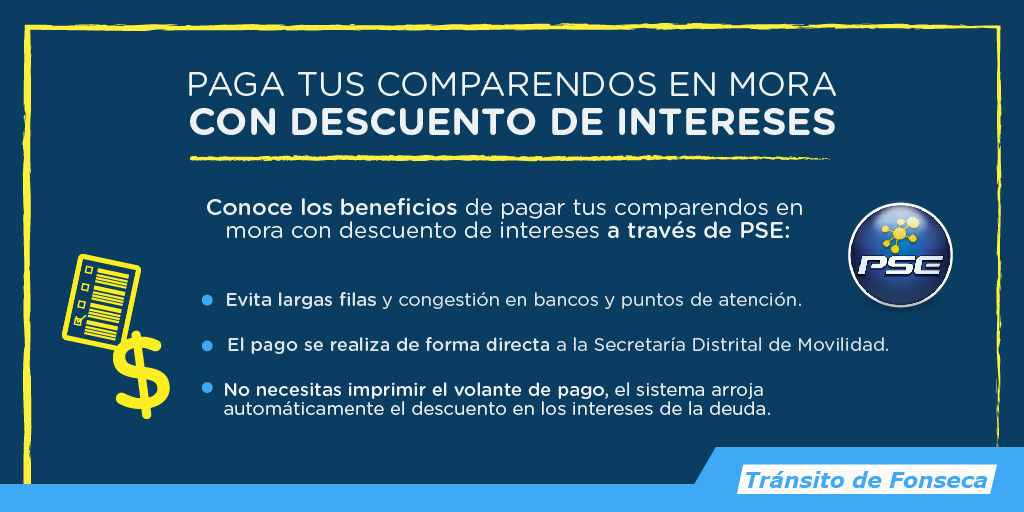 PAGA TUS COMPARENDOS EN MORA
CON DESCUENTO DE INTERESES
Conoce los beneficios de pagar tus comparendos en
mora con descuento de intereses a través de PSE:
PSE
Evita largas filas y congestión en bancos y puntos de atención.
El pago se realiza de forma directa a la Secretaría Distrital de Movilidad.
No necesitas imprimir el volante de pago, el sistema arroja
automáticamente el descuento en los intereses de la deuda.
$
Tránsito de Fonseca